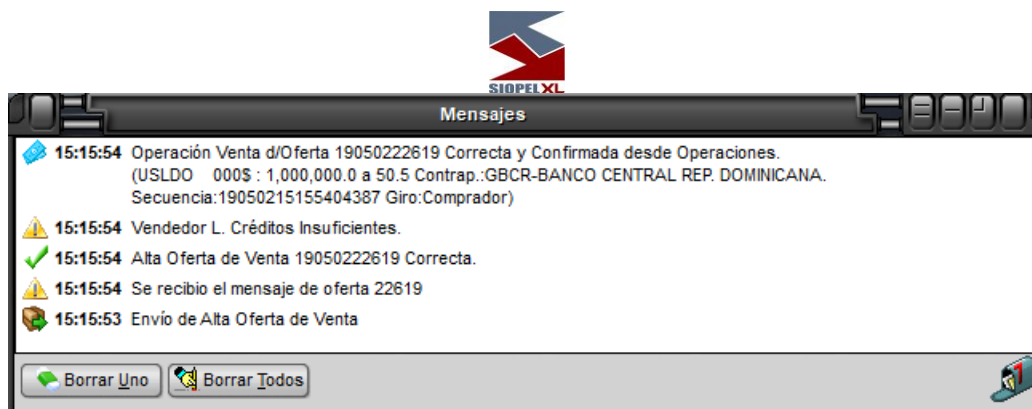 SIOPELXL
Mensajes
15:15:54 Operación Venta d/Oferta 19050222619 Correcta y Confirmada desde Operaciones.
(USLDO 000$ : 1,000,000.0 a 50.5 Contrap.:GBCR-BANCO CENTRAL REP. DOMINICANA.
Secuencia:19050215155404387 Giro:Comprador)
15:15:54 Vendedor L. Créditos Insuficientes.
15:15:54 Alta Oferta de Venta 19050222619 Correcta.
15:15:54 Se recibio el mensaje de oferta 22619
15:15:53 Envío de Alta Oferta de Venta
Borrar Uno Borrar Todos